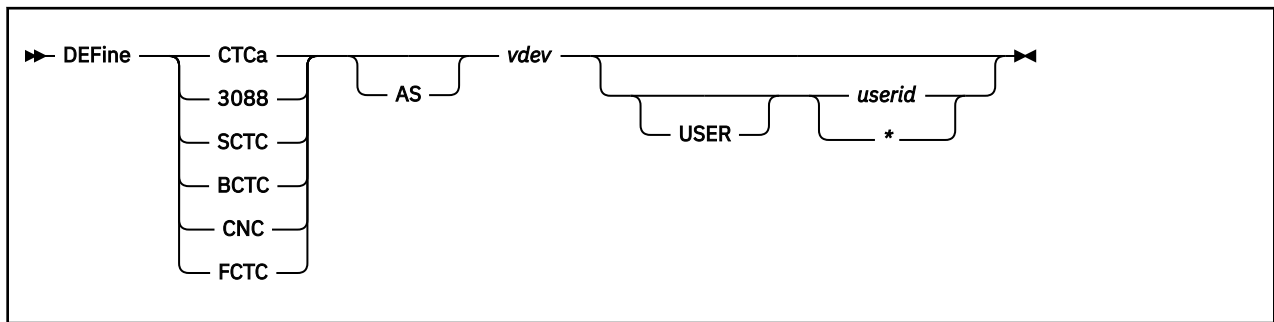 DEFine CTCa vdev
AS userid
3088
USER *
SCTC
BCTC
CNC
FCTC